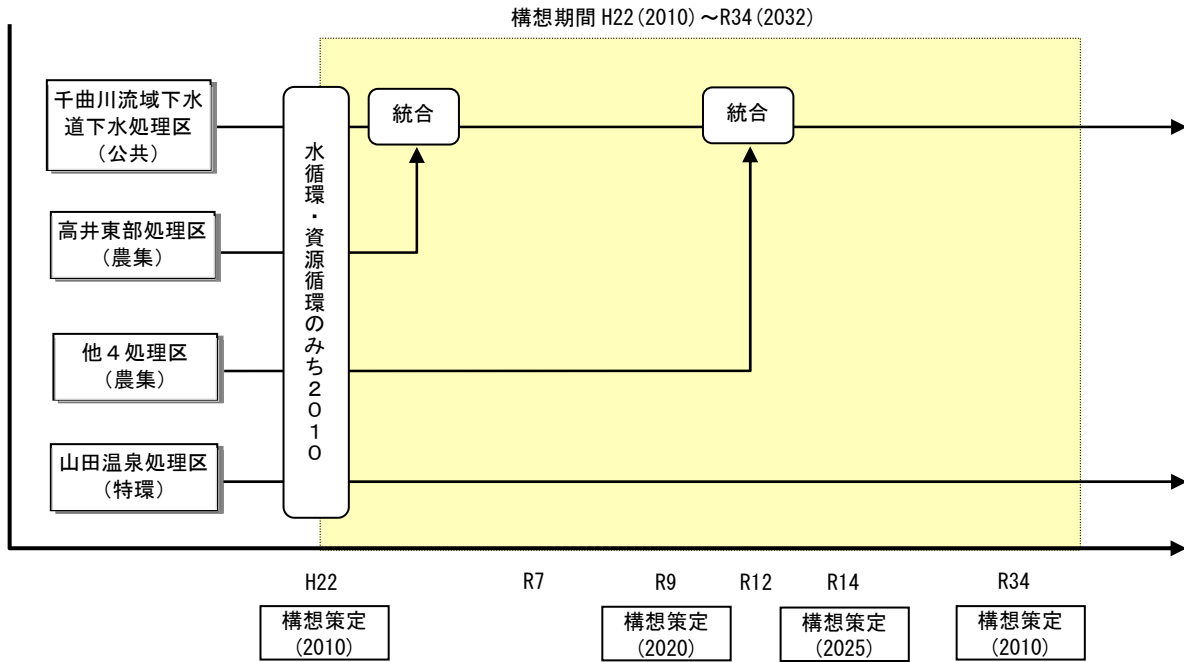 構想期間 H22(2010)~R34(2032)
千曲川流域下水
道下水処理区
(公共)
高井東部処理区
(農集)
他4処理区
(農集)
山田温泉処理区
(特環)
水循環・資源循環のみち2010
統合
統合
H22
R7
R9
R12
R14
R34
構想策定
(2010)
構想策定
(2020)
構想策定
(2025)
構想策定
(2010)